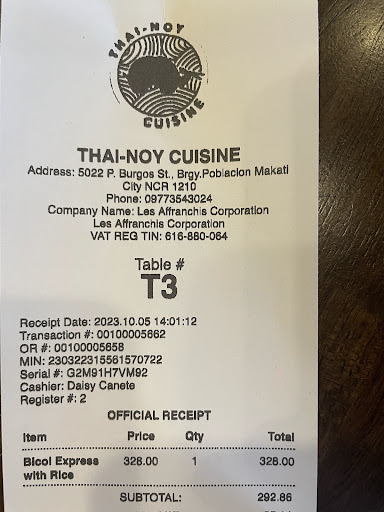 THAI-NOY
CUISINE
THAI-NOY CUISINE
Address: 5022 P. Burgos St., Brgy.Poblacion Makati
City NCR 1210
Phone: 09773543024
Company Name: Les Affranchis Corporation
Les Affranchis Corporation
VAT REG TIN: 616-880-064
Table #
T3
Receipt Date: 2023.10.05 14:01:12
Transaction #: 00100005662
OR #: 00100005658
MIN: 230322315561570722
Serial #: G2M91H7VM92
Cashier: Daisy Canete
Register #: 2
OFFICIAL RECEIPT
Item Price Qty Total
Bicol Express 328.00 1 328.00
with Rice
SUBTOTAL: 292.86